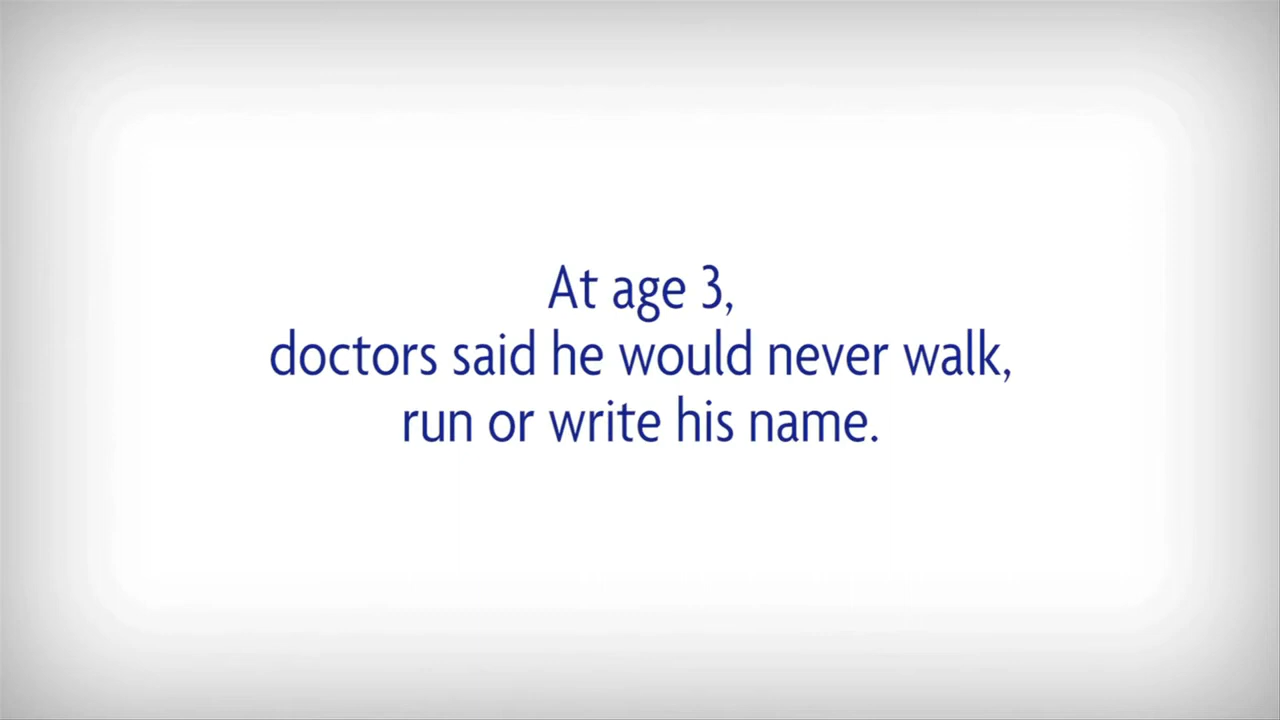 At age 3,
doctors said he would never walk,
run or write his name.